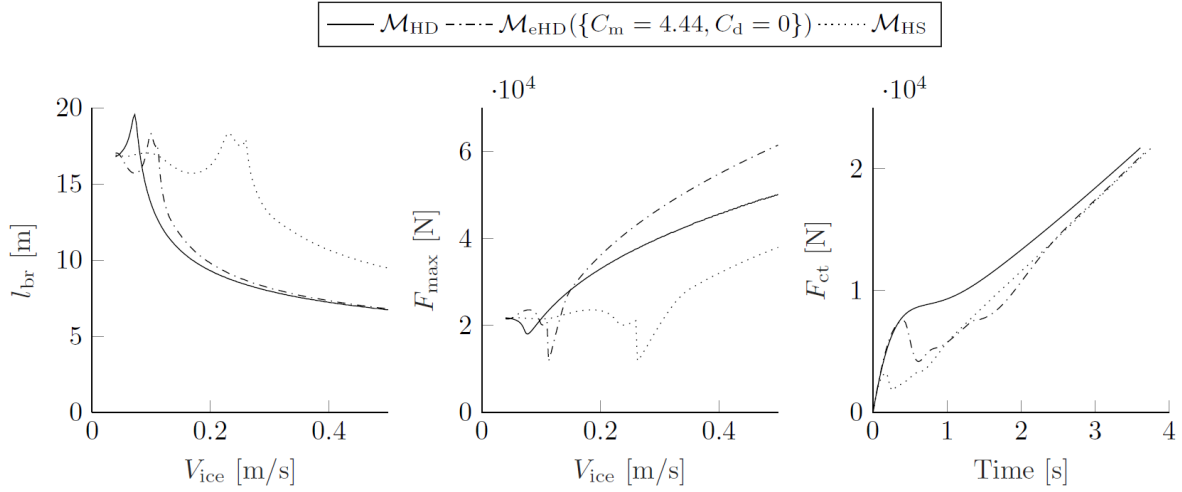 M_HD M_eHD({C_m = 4.44, C_d = 0}) M_HS
20
15
10
5
0
0 0.2 0.4
l_br [m]
V_ice [m/s]
·10^4
6
4
2
0
0 0.2 0.4
F_max [N]
V_ice [m/s]
·10^4
2
1
0
0 1 2 3 4
F_ct [N]
Time [s]